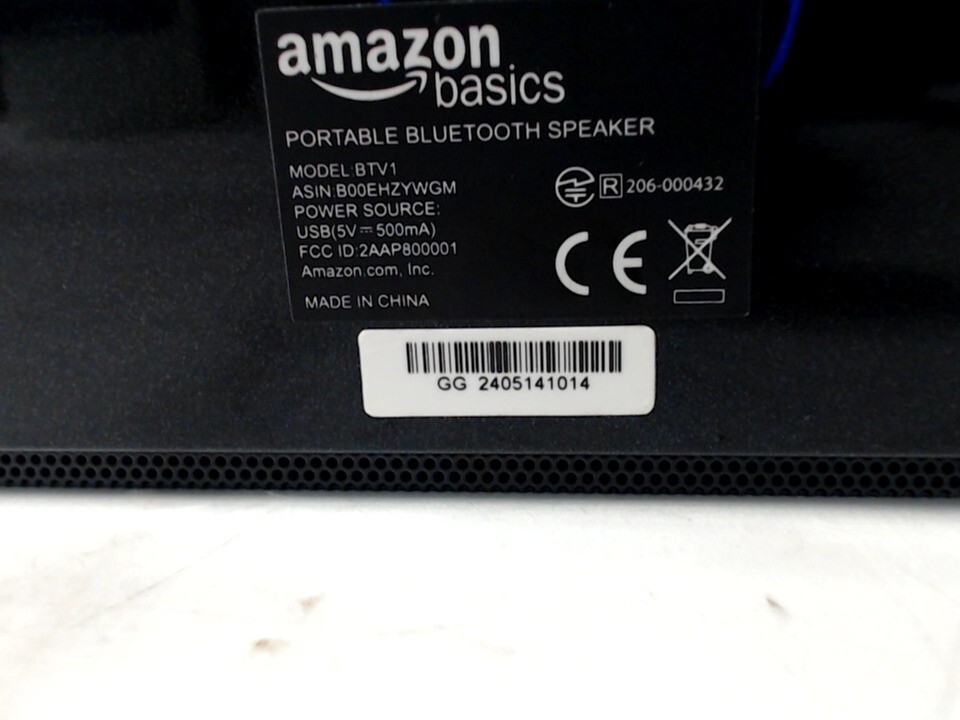 amazon
basics
PORTABLE BLUETOOTH SPEAKER
MODEL:BTV1
ASIN:B00EHZYWGM
POWER SOURCE:
USB(5V⎓500mA)
FCC ID:2AAP800001
Amazon.com, Inc.
MADE IN CHINA
R 206-000432
CE
GG 2405141014